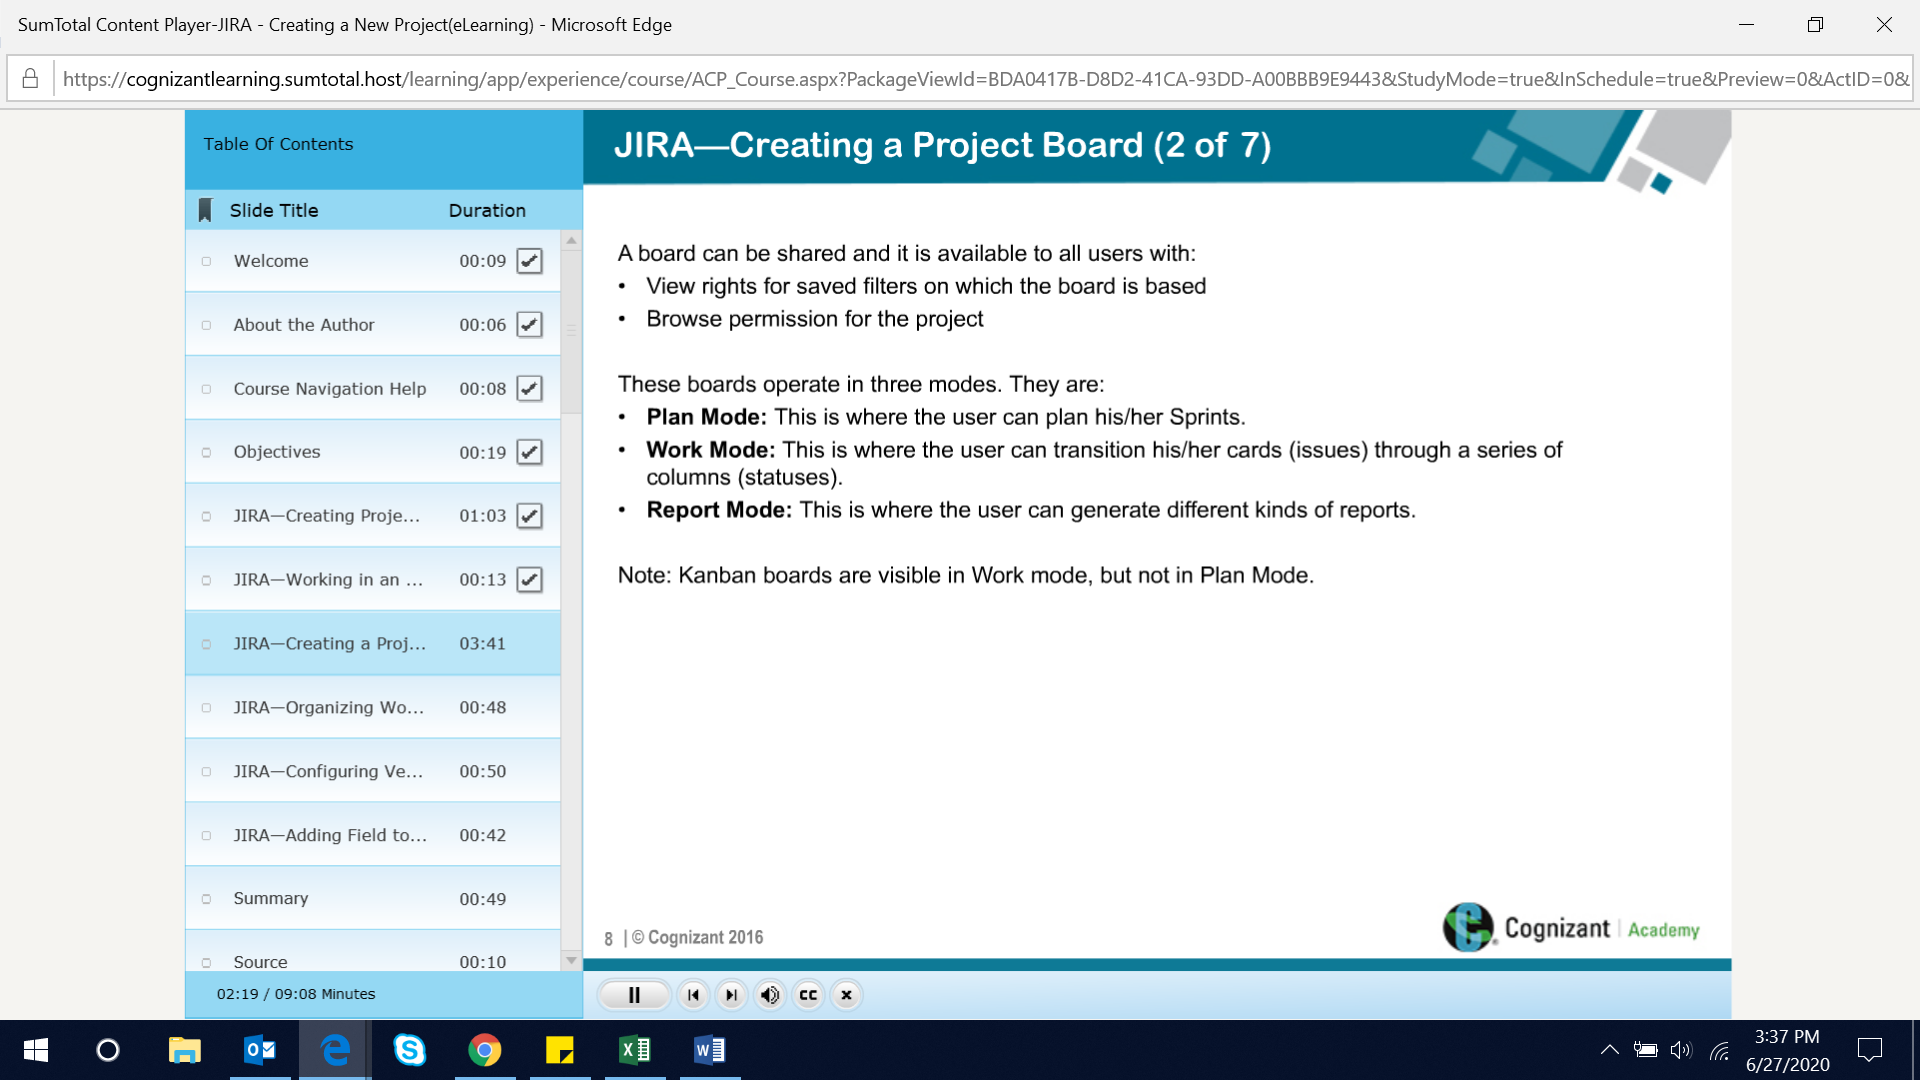 SumTotal Content Player-JIRA - Creating a New Project(eLearning) - Microsoft Edge
https://cognizantlearning.sumtotal.host/learning/app/experience/course/ACP_Course.aspx?PackageViewId=BDA0417B-D8D2-41CA-93DD-A00BBB9E9443&StudyMode=true&InSchedule=true&Preview=0&ActID=0&
Table Of Contents
Slide Title Duration
Welcome 00:09
About the Author 00:06
Course Navigation Help 00:08
Objectives 00:19
JIRA—Creating Proje... 01:03
JIRA—Working in an ... 00:13
JIRA—Creating a Proj... 03:41
JIRA—Organizing Wo... 00:48
JIRA—Configuring Ve... 00:50
JIRA—Adding Field to... 00:42
Summary 00:49
Source 00:10
02:19 / 09:08 Minutes
JIRA—Creating a Project Board (2 of 7)
A board can be shared and it is available to all users with:
• View rights for saved filters on which the board is based
• Browse permission for the project
These boards operate in three modes. They are:
• Plan Mode: This is where the user can plan his/her Sprints.
• Work Mode: This is where the user can transition his/her cards (issues) through a series of
columns (statuses).
• Report Mode: This is where the user can generate different kinds of reports.
Note: Kanban boards are visible in Work mode, but not in Plan Mode.
8 | © Cognizant 2016
Cognizant | Academy
CC
3:37 PM
6/27/2020